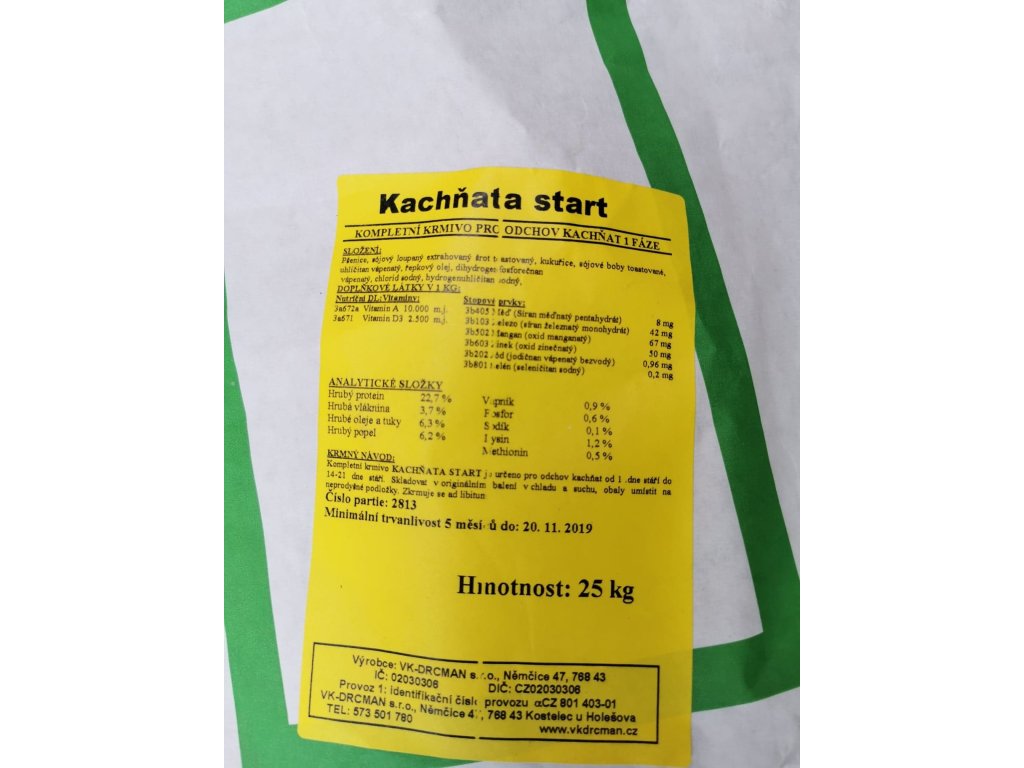 Kachňata start
KOMPLETNÍ KRMIVO PRO ODCHOV KACHŇAT 1 FÁZE
SLOŽENÍ:
Pšenice, sójový loupaný extrahovaný šrot toastovaný, kukuřice, sójové boby toastované,
uhličitan vápenatý, řepkový olej, dihydrogenfosforečnan
vápenatý, chlorid sodný, hydrogenuhličitan sodný,
DOPLŇKOVÉ LÁTKY V 1 KG:
Nutriční DL: Vitamíny:
3a672a Vitamin A 10.000 m.j.
3a671 Vitamin D3 2.500 m.j.
Stopové prvky:
3b405 Měď (Síran měďnatý pentahydrát) 8 mg
3b103 železo (síran železnatý monohydrát) 42 mg
3b502 Mangan (oxid manganatý) 67 mg
3b603 zinek (oxid zinečnatý) 50 mg
3b202 jód (jodičnan vápenatý bezvodý) 0,96 mg
3b801 selén (seleničitan sodný) 0,2 mg
ANALYTICKÉ SLOŽKY
Hrubý protein 22,7 %
Hrubá vláknina 3,7 %
Hrubé oleje a tuky 6,3 %
Hrubý popel 6,2 %
Vápník 0,9 %
Fosfor 0,6 %
Sodík 0,1 %
Lysin 1,2 %
Methionin 0,5 %
KRMNÝ NÁVOD:
Kompletní krmivo KACHŇATA START je určeno pro odchov kachňat od 1 .dne stáří do
14-21 dne stáří. Skladovat v originálním balení v chladu a suchu, obaly umístit na
neprodyšné podložky. Zkrmuje se ad libitun
Číslo partie: 2813
Minimální trvanlivost 5 měsíců do: 20. 11. 2019
Hmotnost: 25 kg
Výrobce: VK-DRCMAN s.r.o., Němčice 47, 768 43
IČ: 02030306 DIČ: CZ02030306
Provoz 1: identifikační číslo provozu αCZ 801 403-01
VK-DRCMAN s.r.o., Němčice 47, 768 43 Kostelec u Holešova
TEL: 573 501 780 www.vkdrcman.cz